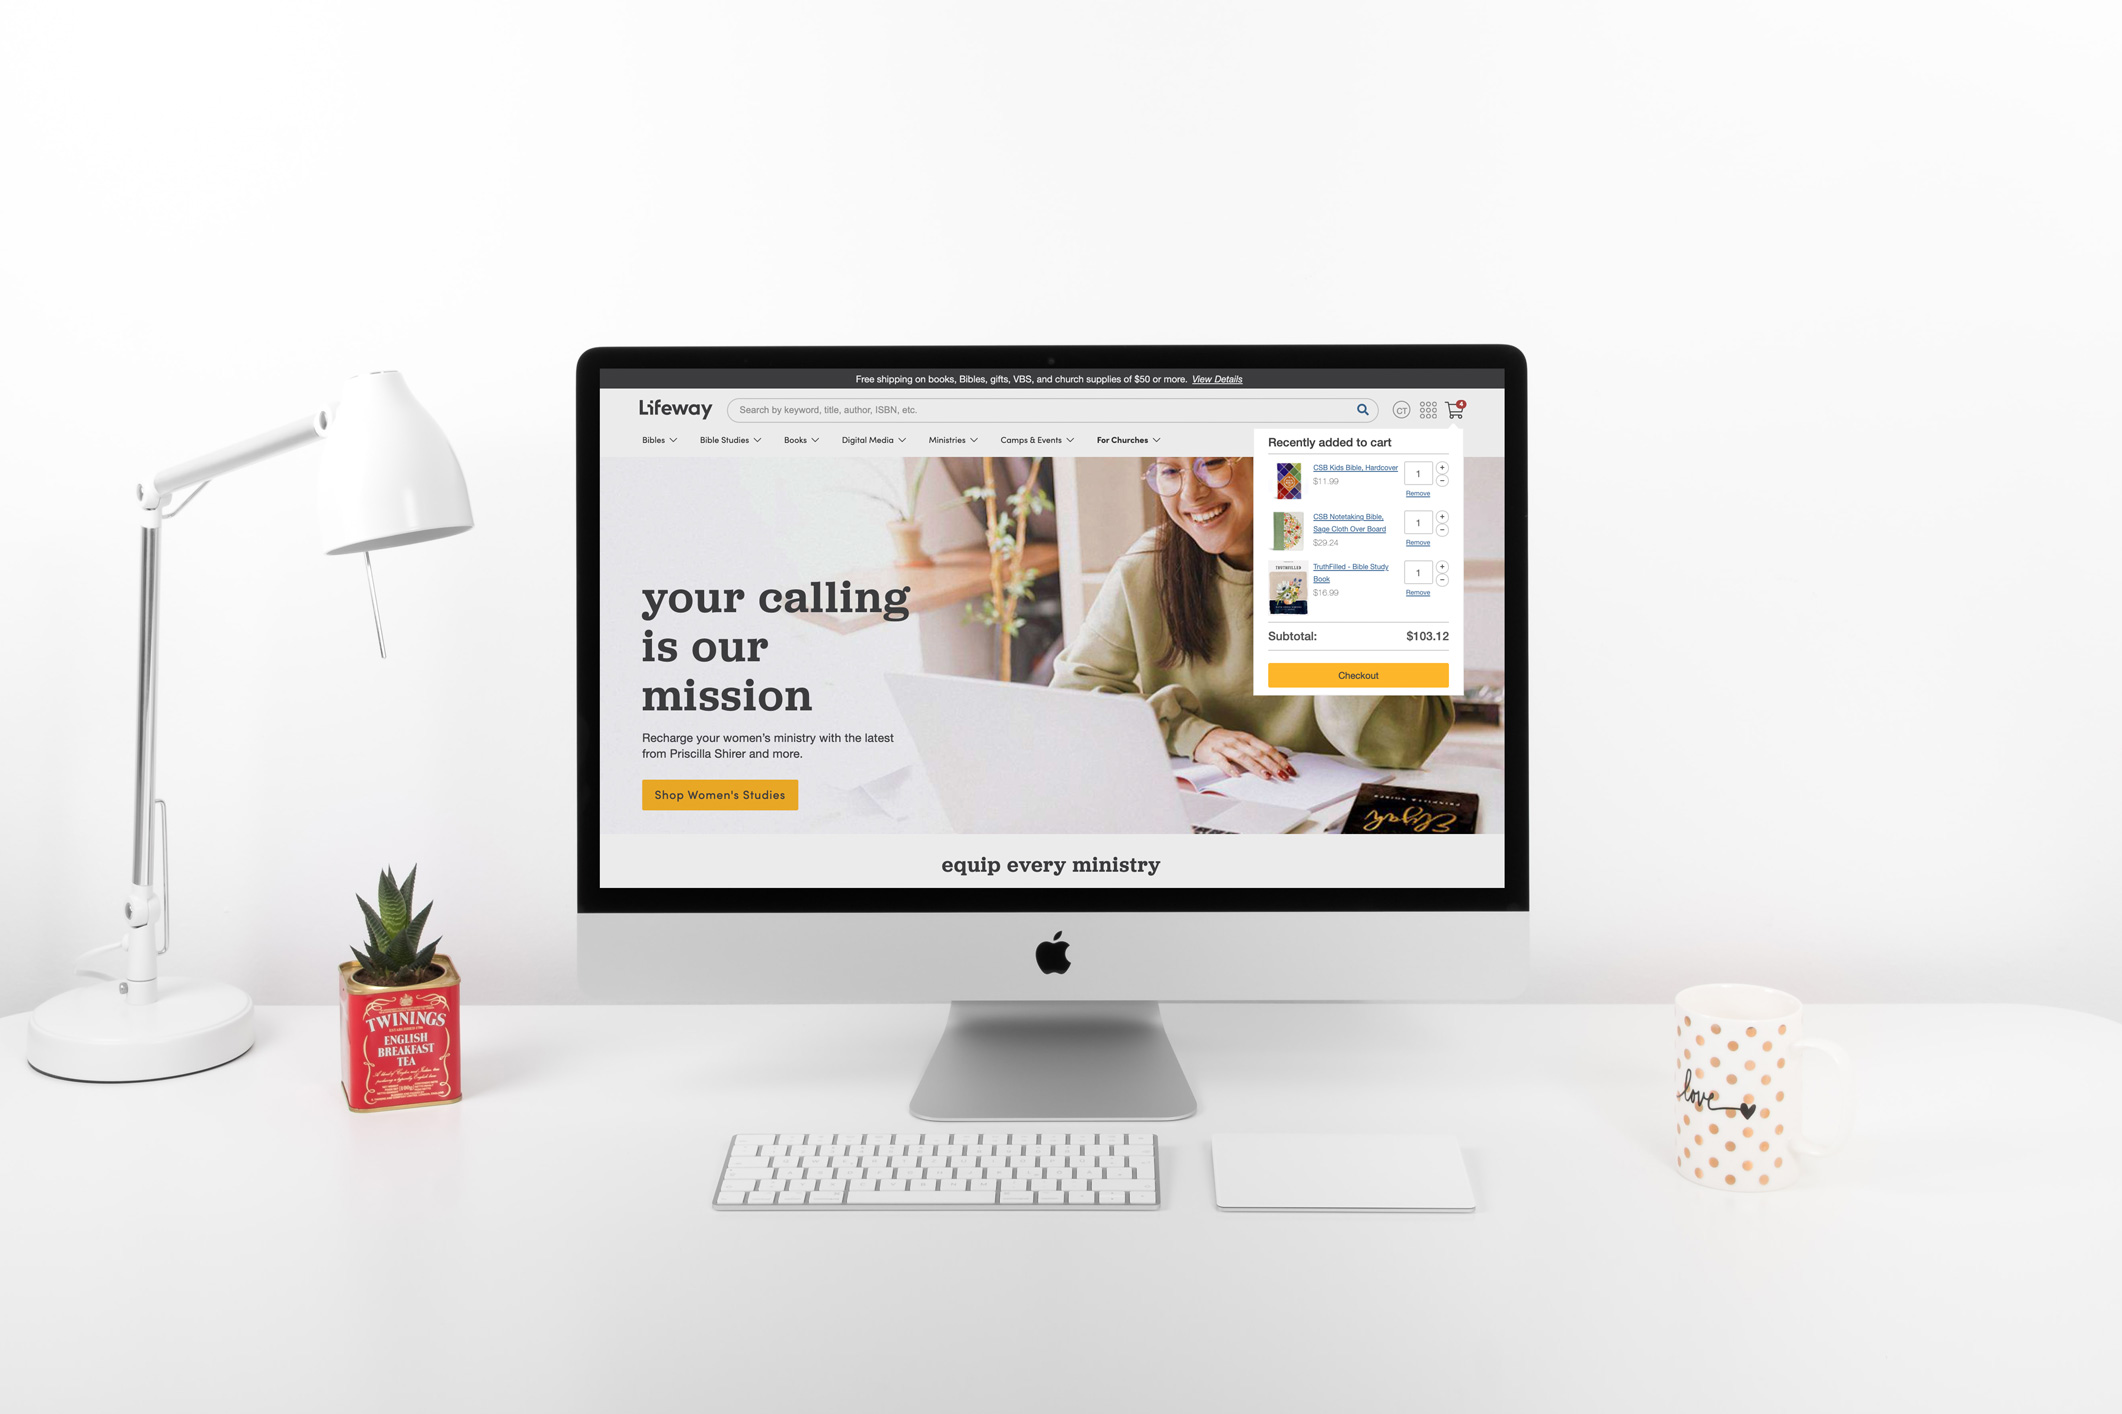 Free shipping on books, Bibles, gifts, VBS, and church supplies of $50 or more. View Details
Lifeway
Search by keyword, title, author, ISBN, etc.
CT
4
Bibles
Bible Studies
Books
Digital Media
Ministries
Camps & Events
For Churches
Recently added to cart
CSB Kids Bible, Hardcover
$11.99
1
+
−
Remove
CSB Notetaking Bible,
Sage Cloth Over Board
$29.24
1
+
−
Remove
TRUTHFILLED
TruthFilled - Bible Study
Book
$16.99
1
+
−
Remove
Subtotal: $103.12
Checkout
your calling
is our
mission
Recharge your women's ministry with the latest
from Priscilla Shirer and more.
Shop Women's Studies
PRISCILLA SHIRER
Elijah
equip every ministry
TWININGS
ENGLISH
BREAKFAST
TEA
love